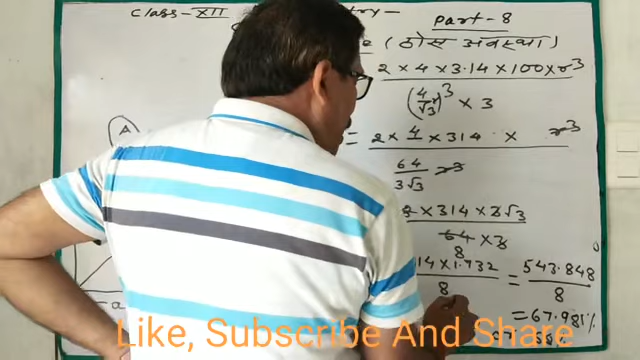 Class-XII
Part-8
(ठोस अवस्था)
2 × 4 × 3.14 × 100 × r³
(4/√3 r)³ × 3
A
= 2 × 4 × 314 × r³
64/3√3 r³
× 314 × 3√3
64 × 3
8
14 × 1.732 / 8 = 543.848 / 8
= 67.981%
a
Like, Subscribe And Share